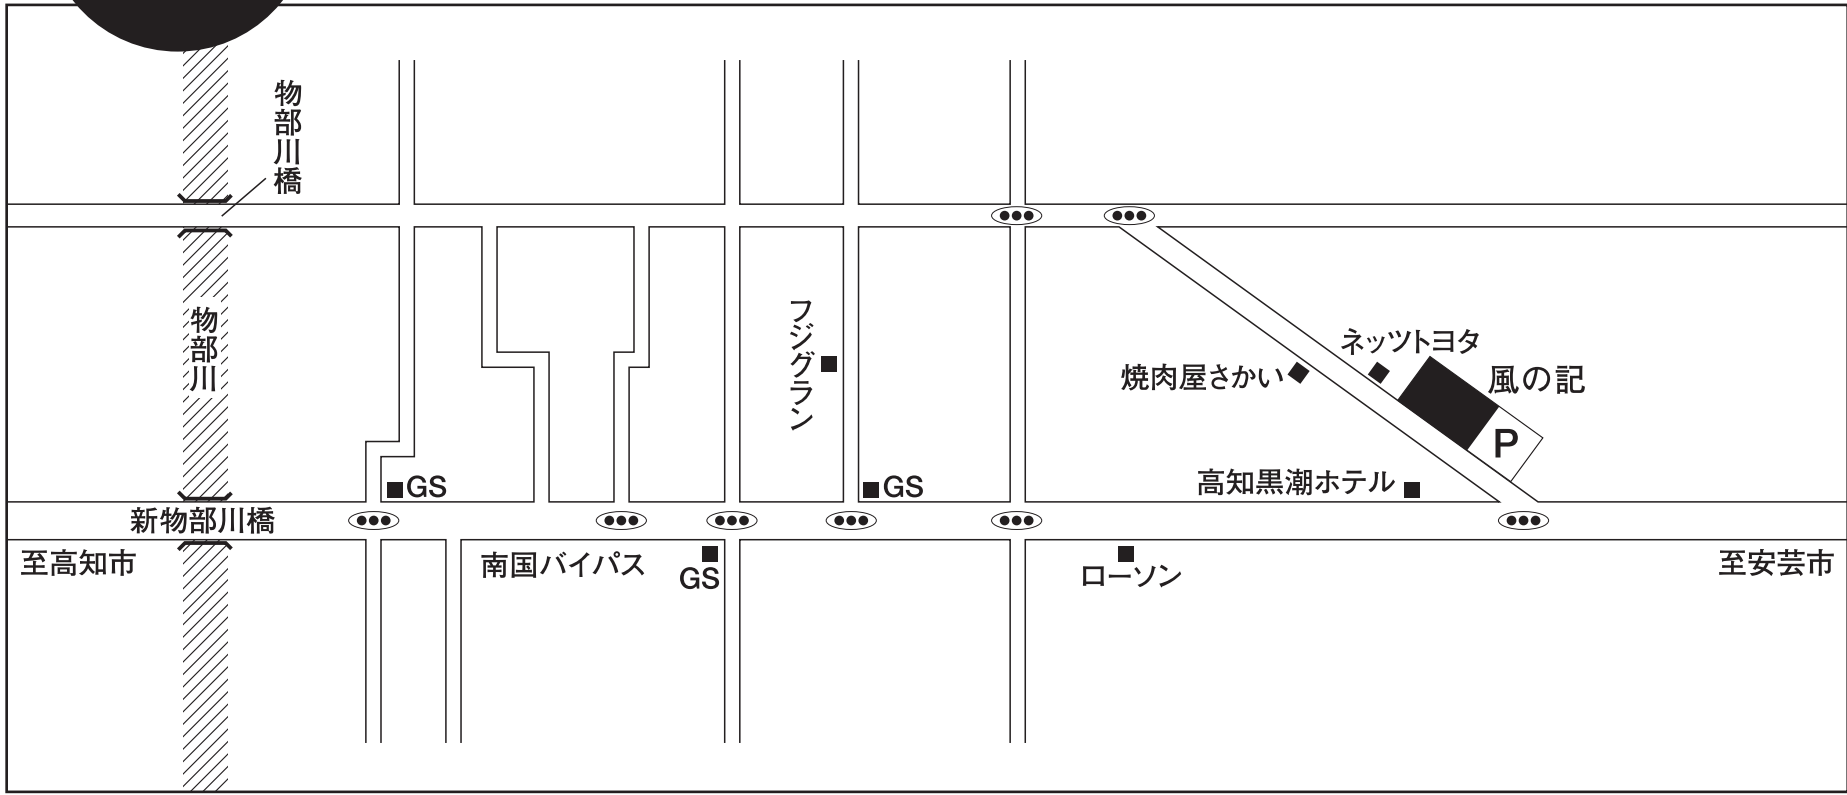 物部川橋
物部川
フジグラン
ネッツトヨタ
焼肉屋さかい
風の記
P
高知黒潮ホテル
GS
GS
新物部川橋
至高知市
南国バイパス
GS
ローソン
至安芸市